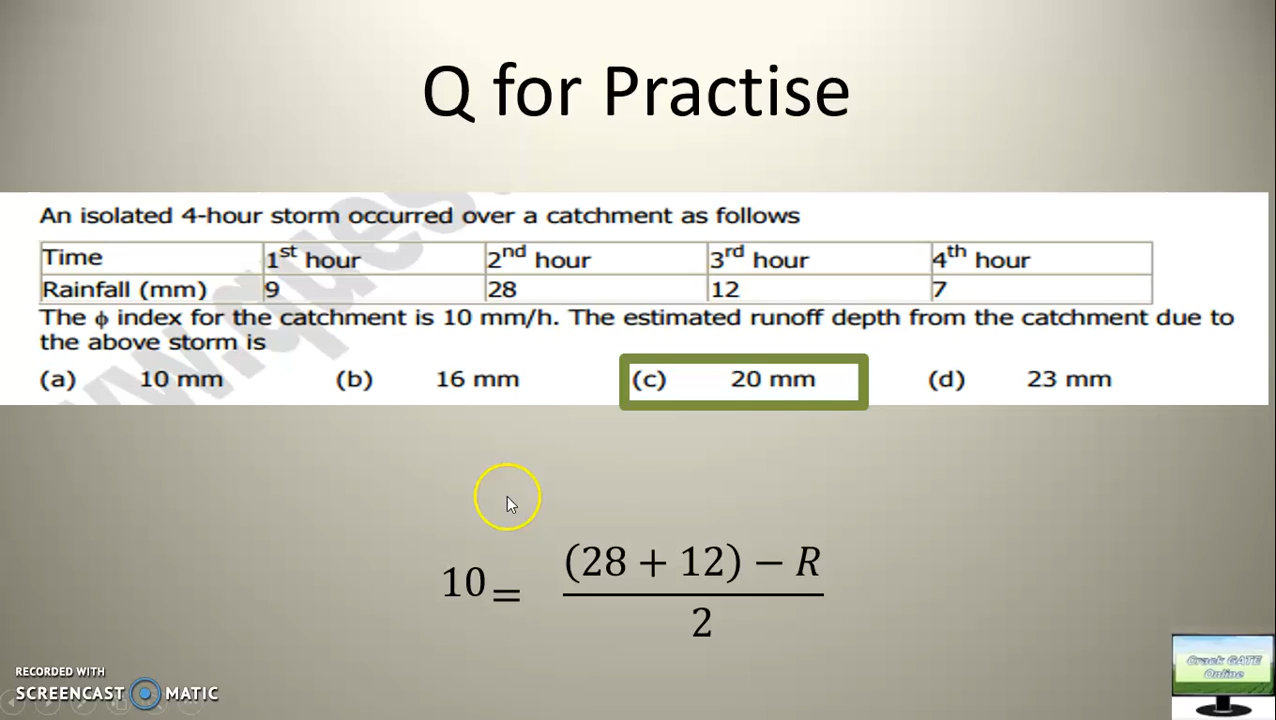 Q for Practise
An isolated 4-hour storm occurred over a catchment as follows
Time 1st hour 2nd hour 3rd hour 4th hour
Rainfall (mm) 9 28 12 7
The ϕ index for the catchment is 10 mm/h. The estimated runoff depth from the catchment due to
the above storm is
(a) 10 mm (b) 16 mm (c) 20 mm (d) 23 mm
(28 + 12) − R
10 =
2
Crack GATE
Online
RECORDED WITH
SCREENCAST MATIC